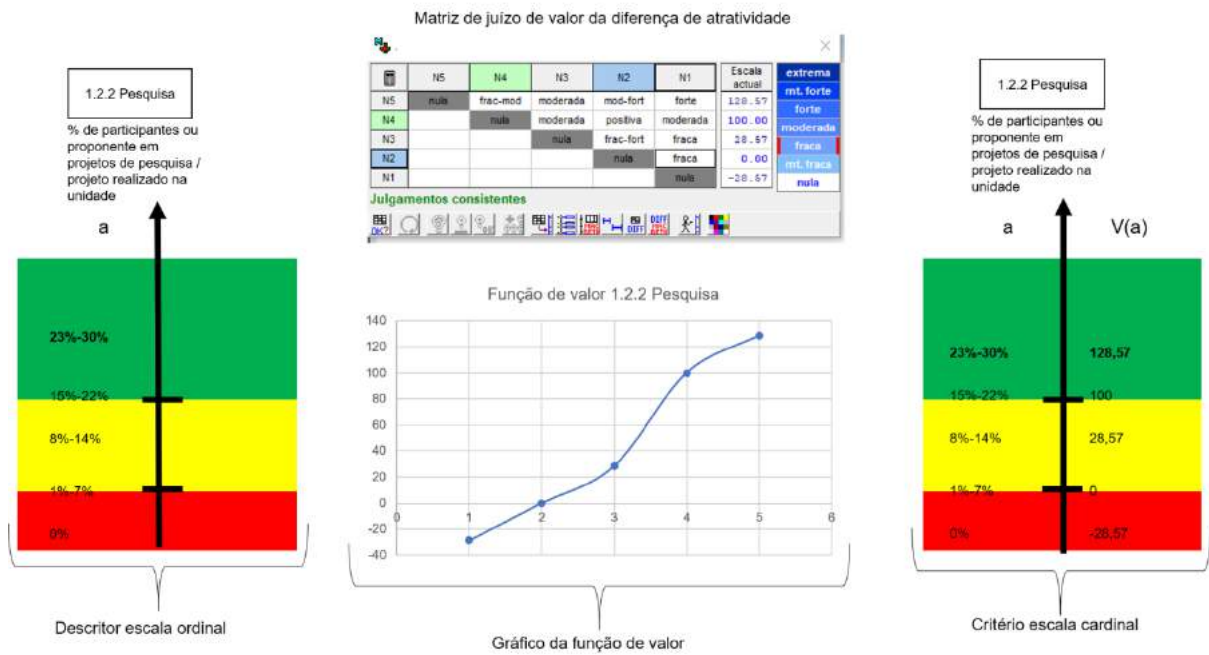 Matriz de juízo de valor da diferença de atratividade
1.2.2 Pesquisa
% de participantes ou
proponente em
projetos de pesquisa /
projeto realizado na
unidade
a
23%-30%
15%-22%
8%-14%
1%-7%
0%
Descritor escala ordinal
N5 N4 N3 N2 N1 Escala actual
N5 nula frac-mod moderada mod-fort forte 128.57
N4 nula moderada positiva moderada 100.00
N3 nula frac-fort fraca 28.57
N2 nula fraca 0.00
N1 nula -28.57
extrema
mt. forte
forte
moderada
fraca
mt. fraca
nula
Julgamentos consistentes
Função de valor 1.2.2 Pesquisa
140
120
100
80
60
40
20
0
-20
-40
0 1 2 3 4 5 6
Gráfico da função de valor
1.2.2 Pesquisa
% de participantes ou
proponente em
projetos de pesquisa /
projeto realizado na
unidade
a V(a)
23%-30% 128,57
15%-22% 100
8%-14% 28,57
1%-7% 0
0% -28,57
Critério escala cardinal